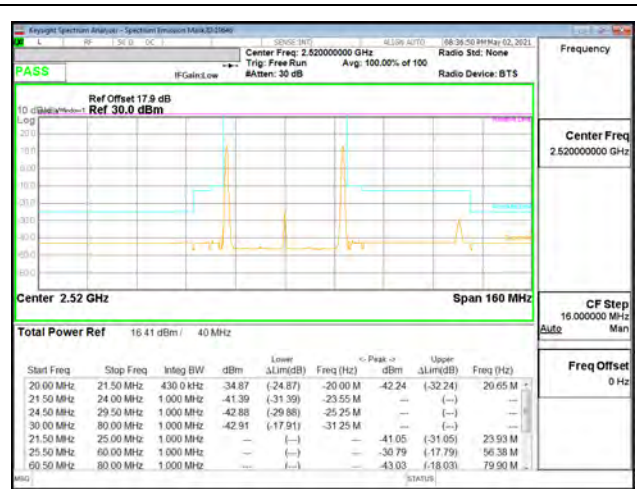 Keysight Spectrum Analyzer - Spectrum Emission Mask
L RF 50 Ω DC SENSE:INT ALIGN AUTO 08:36:50 PM May 02, 2021
Center Freq: 2.520000000 GHz Radio Std: None
Trig: Free Run Avg: 100.00% of 100
PASS IFGain:Low #Atten: 30 dB Radio Device: BTS
Frequency
Ref Offset 17.9 dB
Ref 30.0 dBm
Log
Center Freq
2.520000000 GHz
Center 2.52 GHz Span 160 MHz
CF Step
16.000000 MHz
Auto Man
Total Power Ref 16.41 dBm / 40 MHz
Freq Offset
0 Hz
Lower <- Peak -> Upper
Start Freq Stop Freq Integ BW dBm ΔLim(dB) Freq (Hz) dBm ΔLim(dB) Freq (Hz)
20.00 MHz 21.50 MHz 430.0 kHz -34.87 (-24.87) -20.00 M -42.24 (-32.24) 20.65 M
21.50 MHz 24.00 MHz 1.000 MHz -41.39 (-31.39) -23.55 M --- (---) ---
24.50 MHz 29.50 MHz 1.000 MHz -42.88 (-29.88) -25.25 M --- (---) ---
30.00 MHz 80.00 MHz 1.000 MHz -42.91 (-17.91) -31.25 M --- (---) ---
21.50 MHz 25.00 MHz 1.000 MHz --- (---) --- -41.05 (-31.05) 23.93 M
25.50 MHz 60.00 MHz 1.000 MHz --- (---) --- -30.79 (-17.79) 56.38 M
60.50 MHz 80.00 MHz 1.000 MHz --- (---) --- -43.03 (-18.03) 79.90 M
MSG STATUS